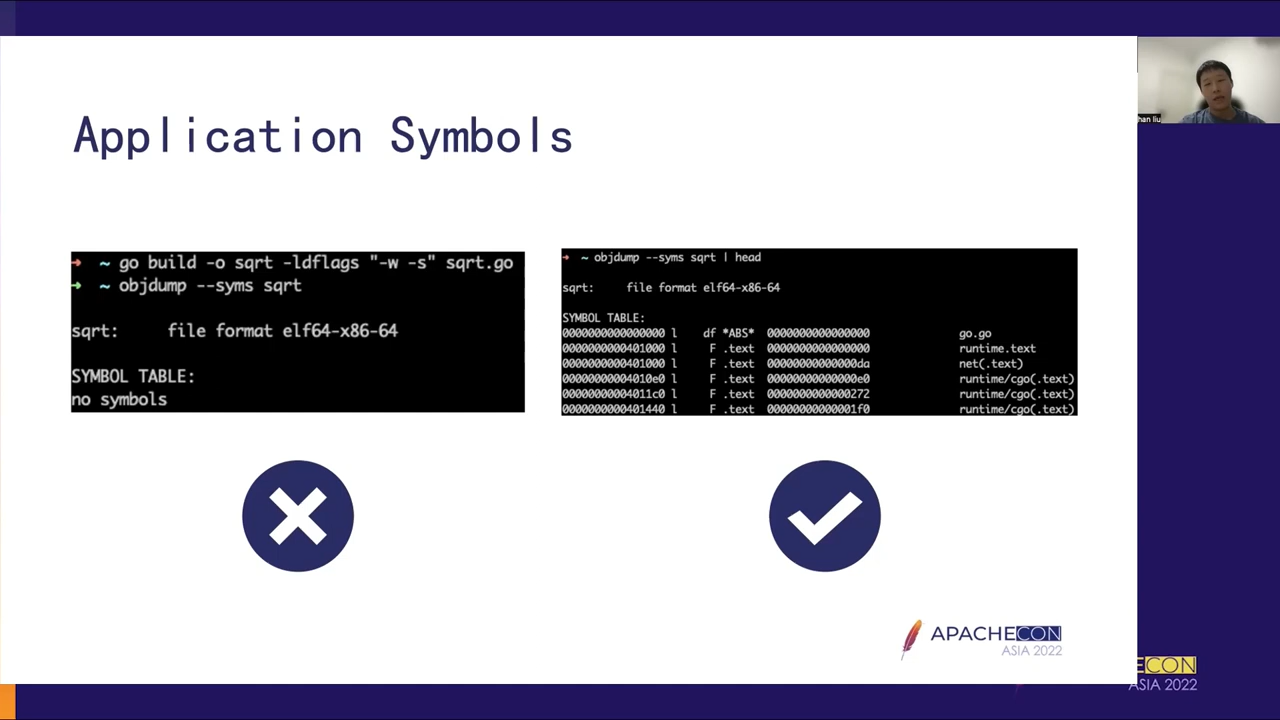 Application Symbols
➜ ~ go build -o sqrt -ldflags "-w -s" sqrt.go
➜ ~ objdump --syms sqrt
sqrt: file format elf64-x86-64
SYMBOL TABLE:
no symbols
➜ ~ objdump --syms sqrt | head
sqrt: file format elf64-x86-64
SYMBOL TABLE:
0000000000000000 l df *ABS* 0000000000000000 go.go
0000000000401000 l F .text 0000000000000000 runtime.text
0000000000401000 l F .text 00000000000000da net(.text)
00000000004010e0 l F .text 00000000000000e0 runtime/cgo(.text)
00000000004011c0 l F .text 0000000000000272 runtime/cgo(.text)
0000000000401440 l F .text 00000000000001f0 runtime/cgo(.text)
APACHECON
ASIA 2022
ECON
ASIA 2022
han liu